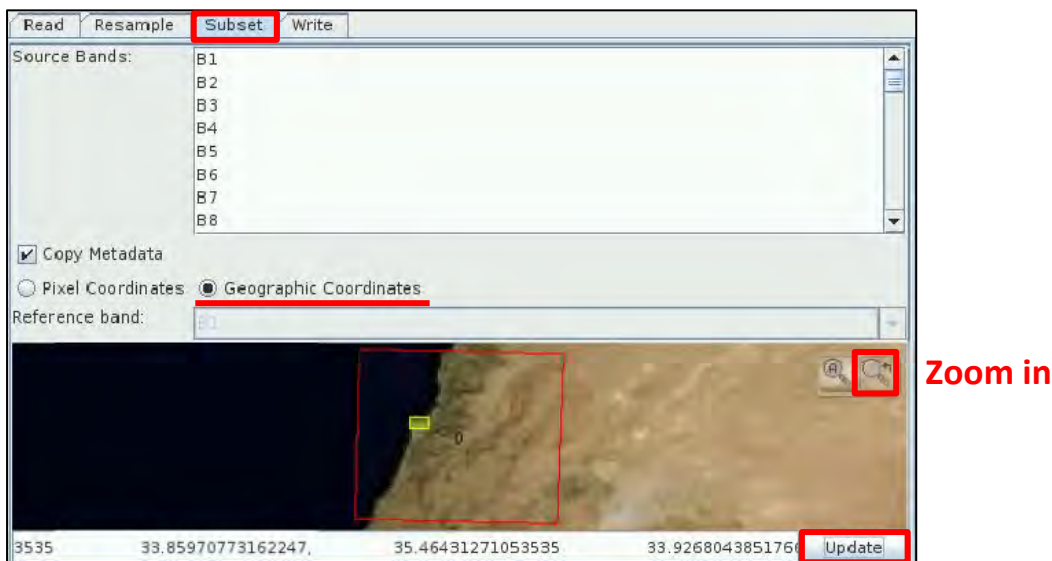 Read Resample Subset Write
Source Bands:
B1
B2
B3
B4
B5
B6
B7
B8
Copy Metadata
Pixel Coordinates Geographic Coordinates
Reference band:
B1
0
Zoom in
3535 33.85970773162247, 35.46431271053535 33.9268043851766 Update